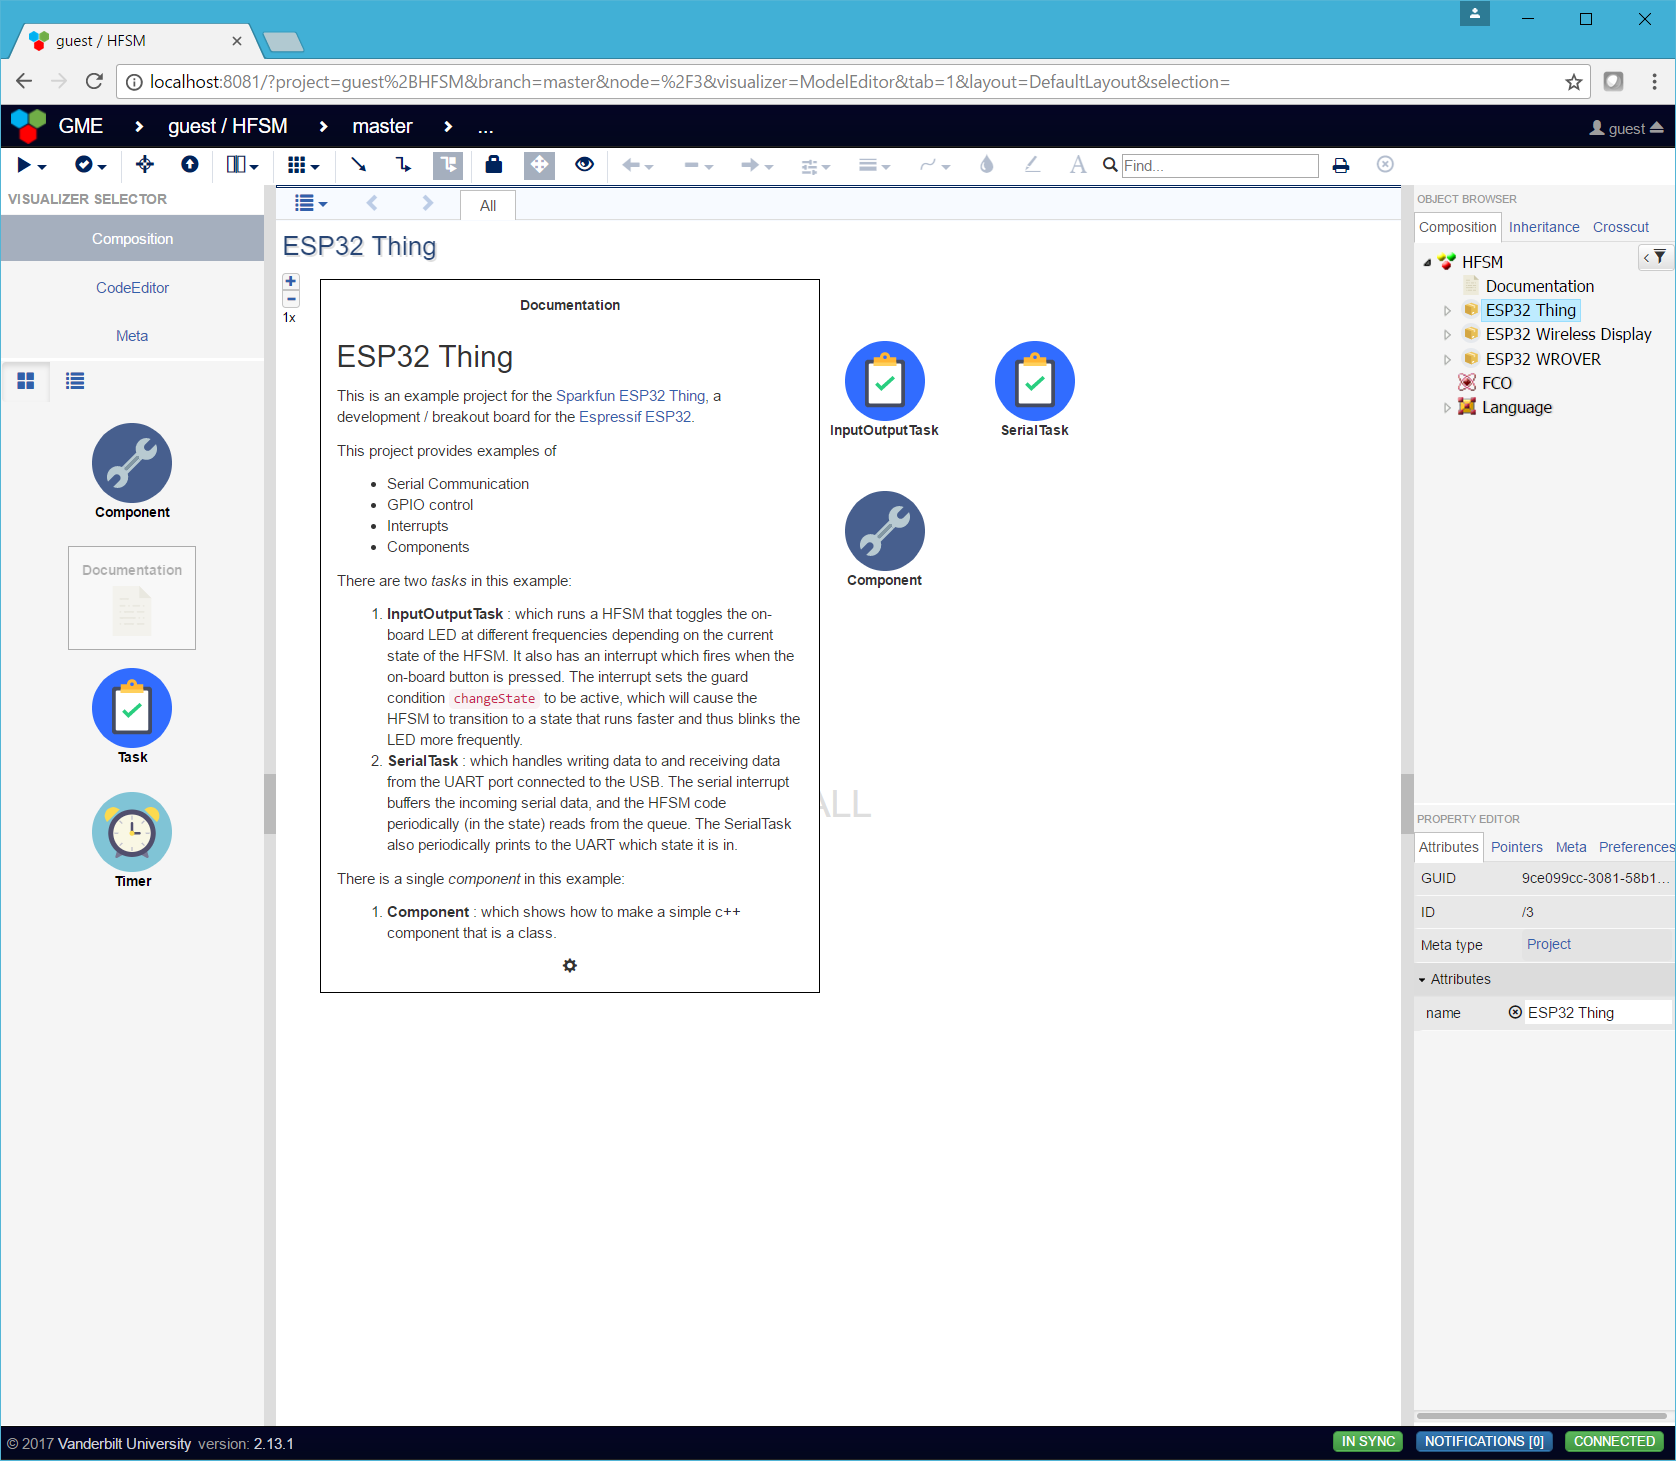 guest / HFSM
localhost:8081/?project=guest%2BHFSM&branch=master&node=%2F3&visualizer=ModelEditor&tab=1&layout=DefaultLayout&selection=
GME guest / HFSM master ...
guest
Find...
VISUALIZER SELECTOR
Composition
CodeEditor
Meta
Component
Documentation
Task
Timer
All
ESP32 Thing
1x
Documentation
ESP32 Thing
This is an example project for the Sparkfun ESP32 Thing, a
development / breakout board for the Espressif ESP32.
This project provides examples of
Serial Communication
GPIO control
Interrupts
Components
There are two tasks in this example:
1. InputOutputTask : which runs a HFSM that toggles the on-
board LED at different frequencies depending on the current
state of the HFSM. It also has an interrupt which fires when the
on-board button is pressed. The interrupt sets the guard
condition changeState to be active, which will cause the
HFSM to transition to a state that runs faster and thus blinks the
LED more frequently.
2. SerialTask : which handles writing data to and receiving data
from the UART port connected to the USB. The serial interrupt
buffers the incoming serial data, and the HFSM code
periodically (in the state) reads from the queue. The SerialTask
also periodically prints to the UART which state it is in.
There is a single component in this example:
1. Component : which shows how to make a simple c++
component that is a class.
InputOutputTask
SerialTask
Component
ALL
OBJECT BROWSER
Composition Inheritance Crosscut
HFSM
Documentation
ESP32 Thing
ESP32 Wireless Display
ESP32 WROVER
FCO
Language
PROPERTY EDITOR
Attributes Pointers Meta Preferences
GUID 9ce099cc-3081-58b1...
ID /3
Meta type Project
Attributes
name ESP32 Thing
© 2017 Vanderbilt University version: 2.13.1
IN SYNC NOTIFICATIONS [0] CONNECTED